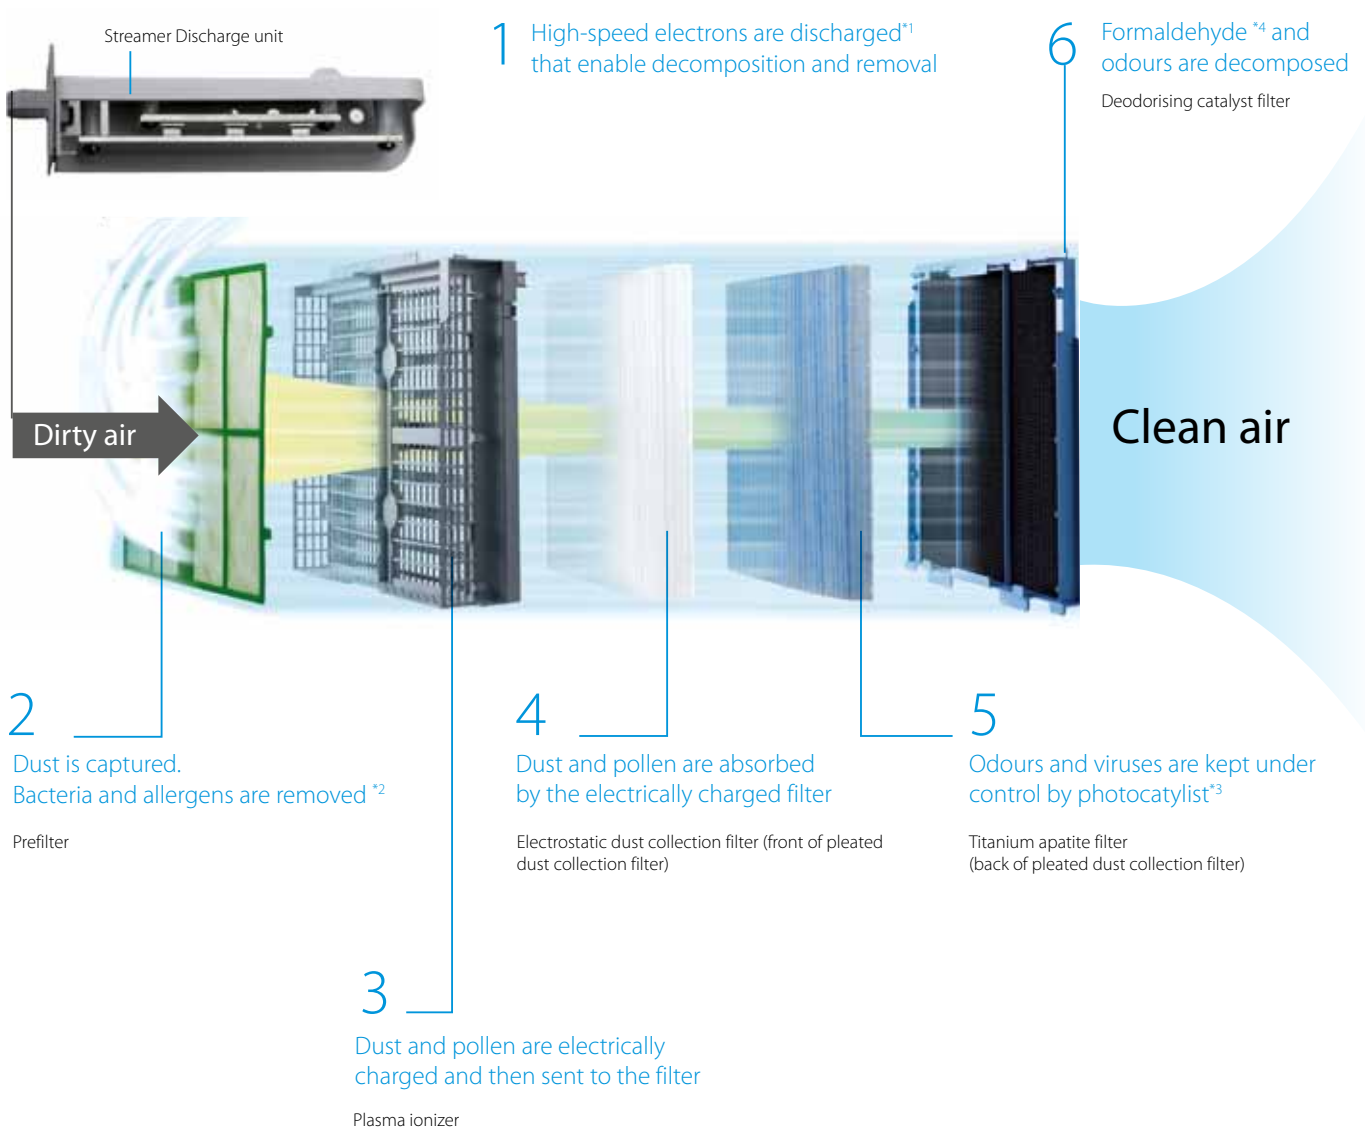 Streamer Discharge unit
1
High-speed electrons are discharged*1
that enable decomposition and removal
6
Formaldehyde *4 and
odours are decomposed
Deodorising catalyst filter
Dirty air
Clean air
2
Dust is captured.
Bacteria and allergens are removed *2
Prefilter
4
Dust and pollen are absorbed
by the electrically charged filter
Electrostatic dust collection filter (front of pleated
dust collection filter)
5
Odours and viruses are kept under
control by photocatylist*3
Titanium apatite filter
(back of pleated dust collection filter)
3
Dust and pollen are electrically
charged and then sent to the filter
Plasma ionizer